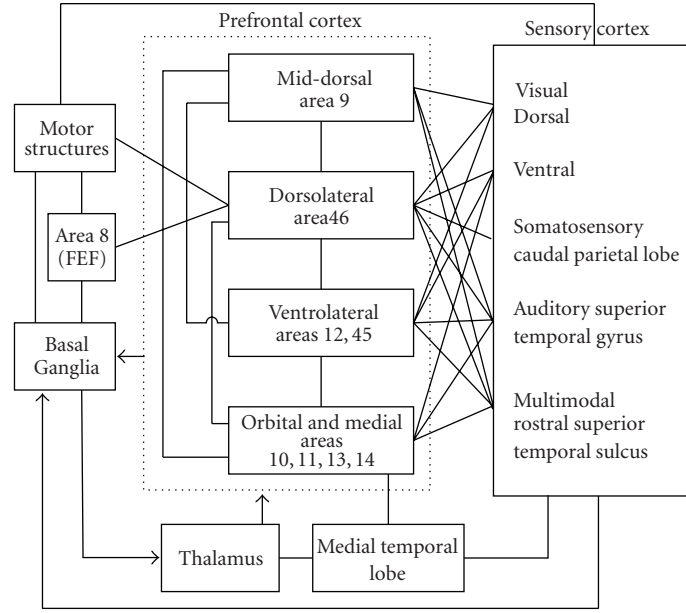 Prefrontal cortex
Sensory cortex
Mid-dorsal
area 9
Motor
structures
Dorsolateral
area46
Area 8
(FEF)
Ventrolateral
areas 12, 45
Basal
Ganglia
Orbital and medial
areas
10, 11, 13, 14
Visual
Dorsal
Ventral
Somatosensory
caudal parietal lobe
Auditory superior
temporal gyrus
Multimodal
rostral superior
temporal sulcus
Thalamus
Medial temporal
lobe